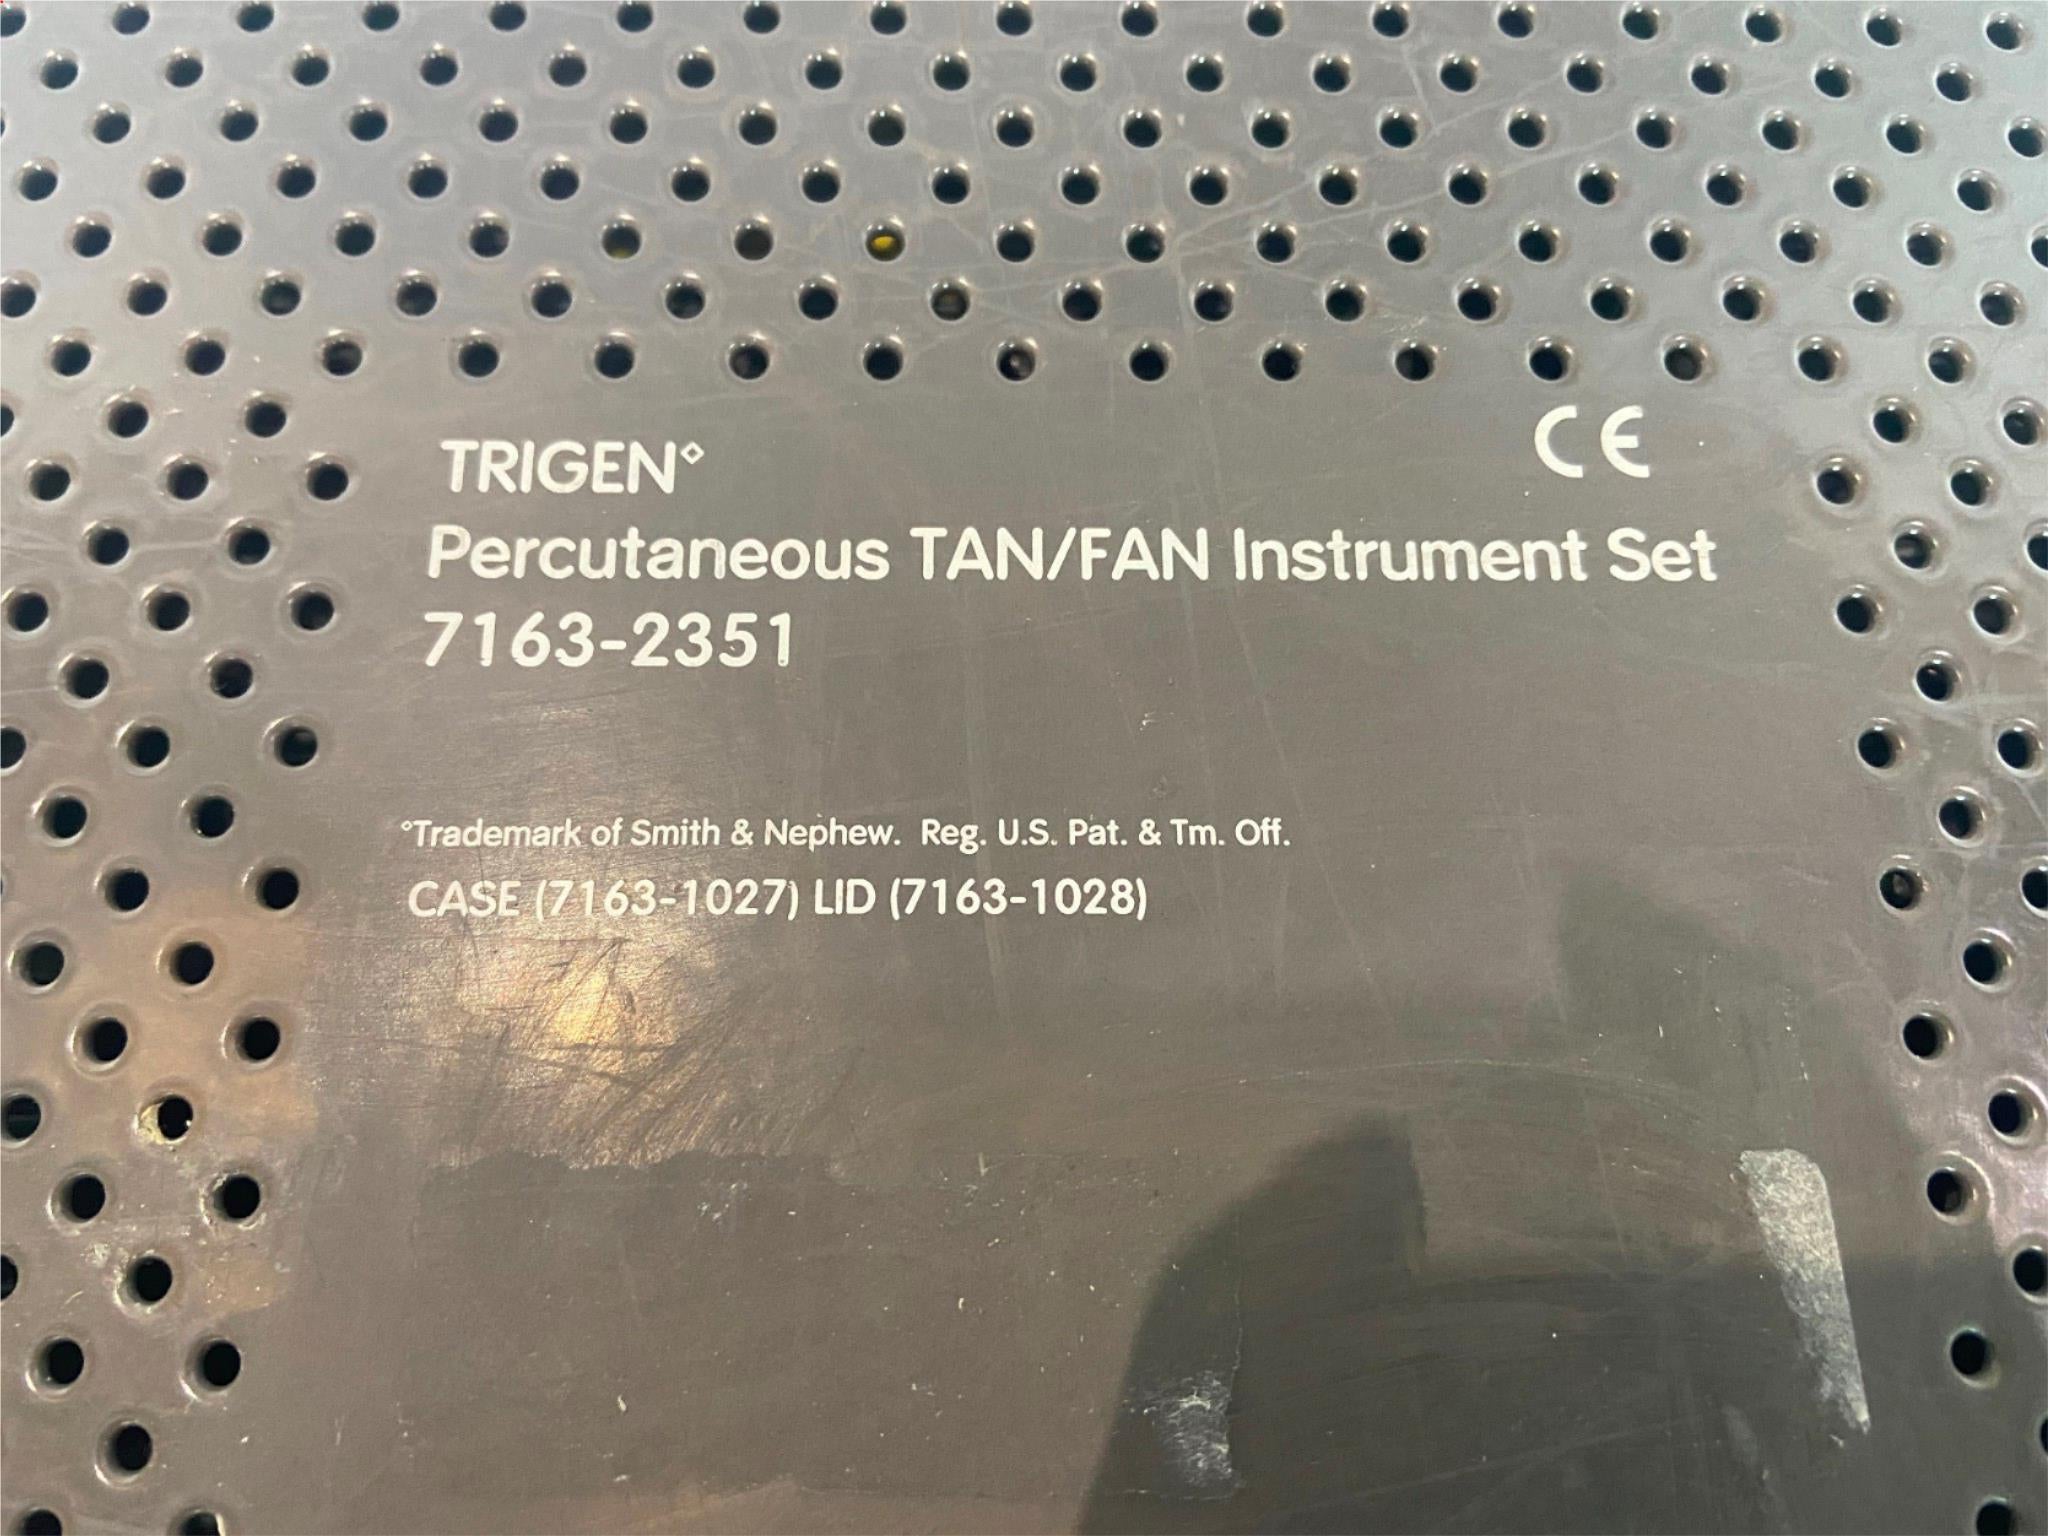 TRIGEN◇
CE
Percutaneous TAN/FAN Instrument Set
7163-2351
◇Trademark of Smith & Nephew. Reg. U.S. Pat. & Tm. Off.
CASE (7163-1027) LID (7163-1028)